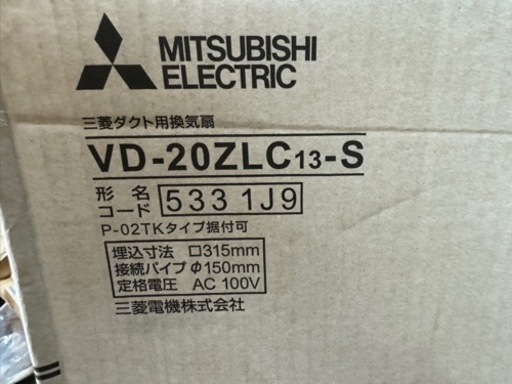 MITSUBISHI
ELECTRIC
三菱ダクト用換気扇
VD-20ZLC13-S
形名
コード 5331J9
P-02TKタイプ据付可
埋込寸法 □315mm
接続パイプ φ150mm
定格電圧 AC 100V
三菱電機株式会社